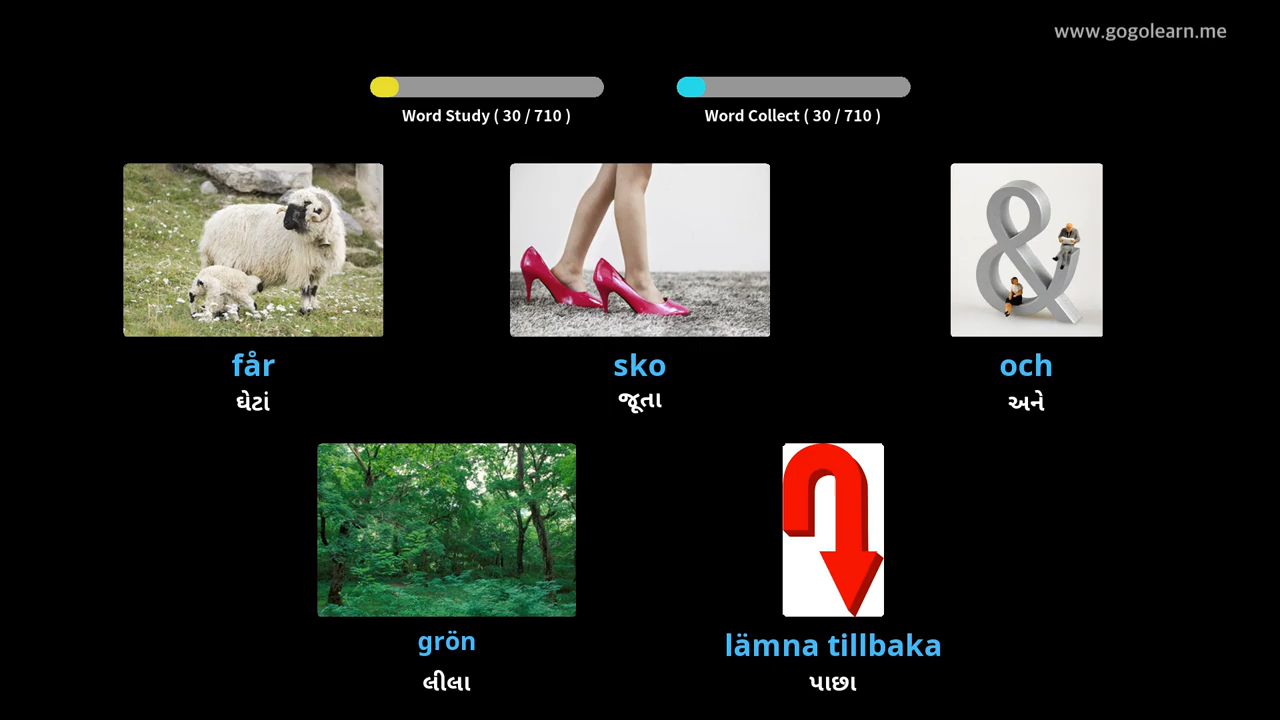 www.gogolearn.me
Word Study ( 30 / 710 )
Word Collect ( 30 / 710 )
får
sko
och
ઘેટાં
જૂતા
અને
&
grön
lämna tillbaka
લીલા
પાછા